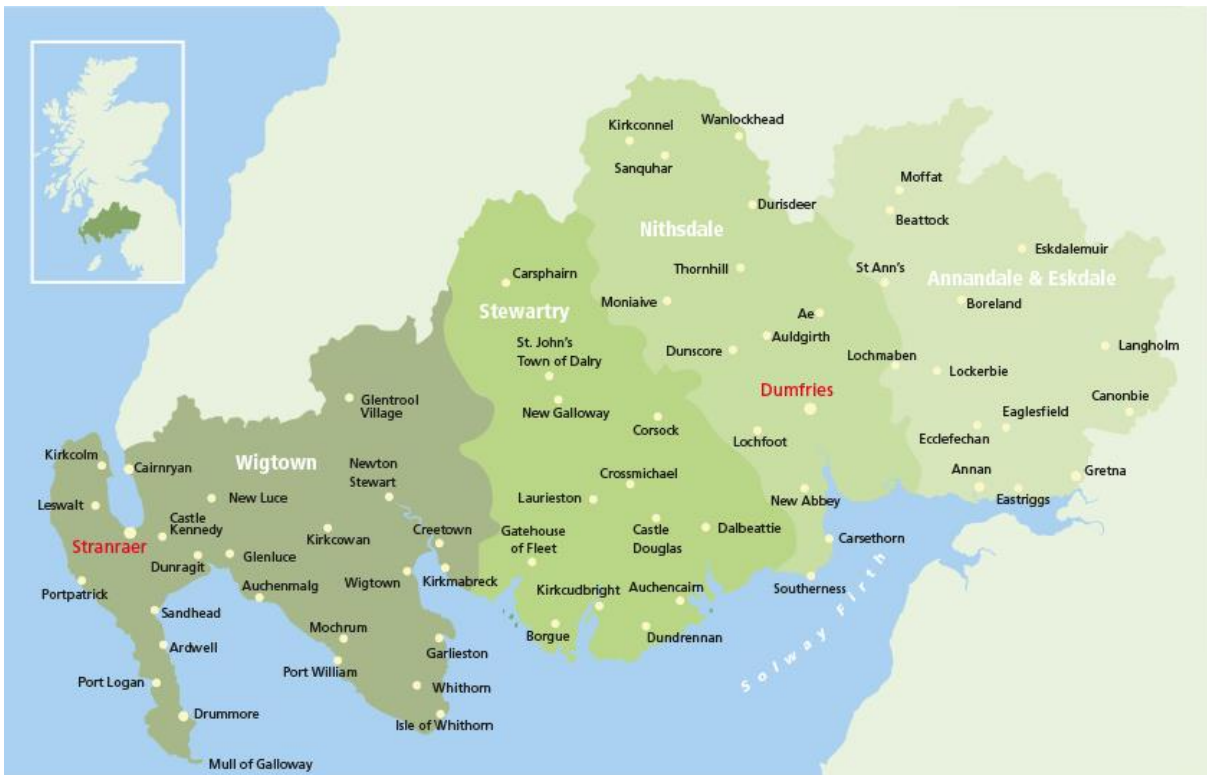 Kirkconnel
Wanlockhead
Sanquhar
Moffat
Durisdeer
Beattock
Nithsdale
Eskdalemuir
Thornhill
St Ann's
Carsphairn
Annandale & Eskdale
Moniaive
Boreland
Stewartry
Ae
Auldgirth
St. John's
Town of Dalry
Dunscore
Lochmaben
Langholm
Lockerbie
Dumfries
Canonbie
Glentrool
Village
New Galloway
Eaglesfield
Corsock
Lochfoot
Ecclefechan
Kirkcolm
Cairnryan
Wigtown
Newton
Stewart
Crossmichael
Annan
Gretna
Leswalt
New Luce
Laurieston
New Abbey
Eastriggs
Castle
Kennedy
Stranraer
Kirkcowan
Creetown
Gatehouse
of Fleet
Castle
Douglas
Dalbeattie
Carsethorn
Dunragit
Glenluce
Auchenmalg
Wigtown
Kirkmabreck
Kirkcudbright
Auchencairn
Southerness
Portpatrick
Sandhead
Mochrum
Borgue
Dundrennan
Solway Firth
Ardwell
Garlieston
Port William
Port Logan
Whithorn
Drummore
Isle of Whithorn
Mull of Galloway